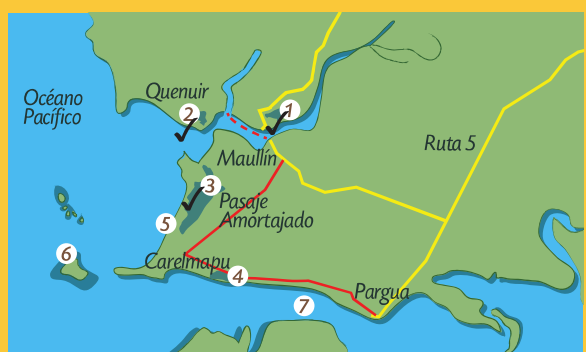 Océano
Pacífico
Quenuir
2
1
Maullín
Ruta 5
3
Pasaje
Amortajado
5
6
Carelmapu
4
7
Pargua